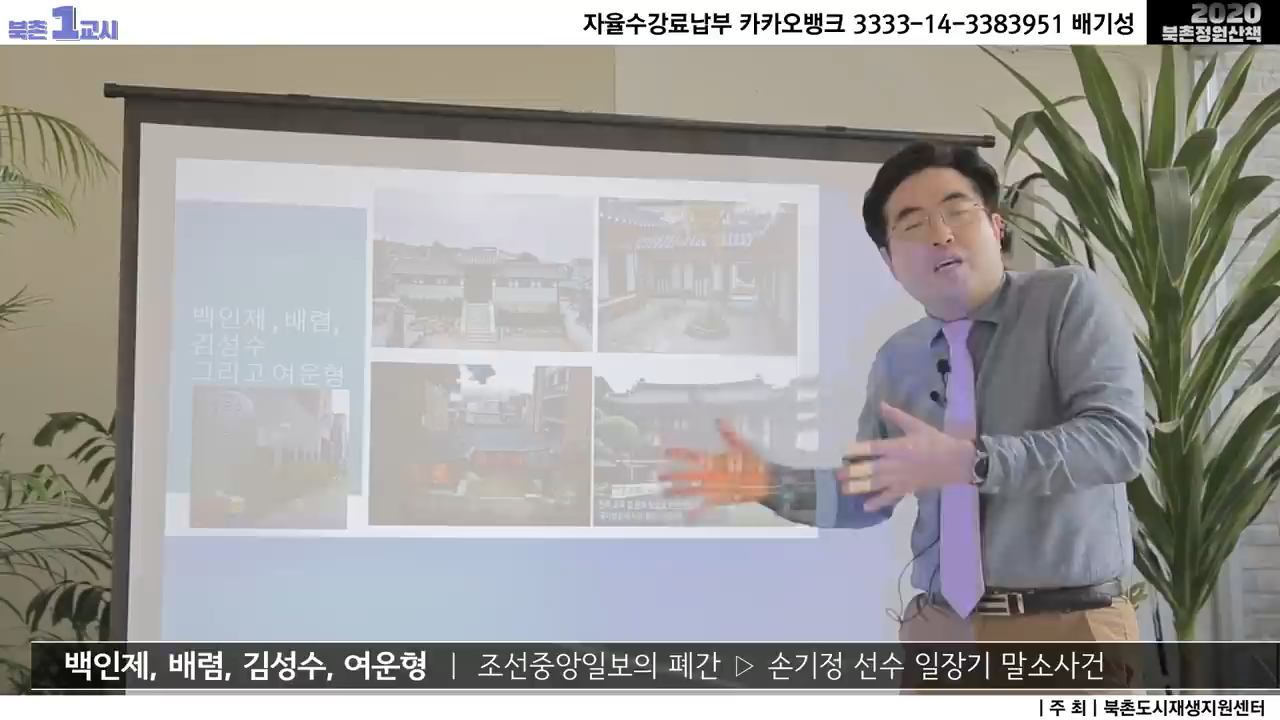 북촌 1교시
자율수강료납부 카카오뱅크 3333-14-3383951 배기성
2020
북촌정원산책
백인제, 배렴,
김성수
그리고 여운형
백인제, 배렴, 김성수, 여운형 | 조선중앙일보의 폐간 ▷ 손기정 선수 일장기 말소사건
| 주 최 | 북촌도시재생지원센터